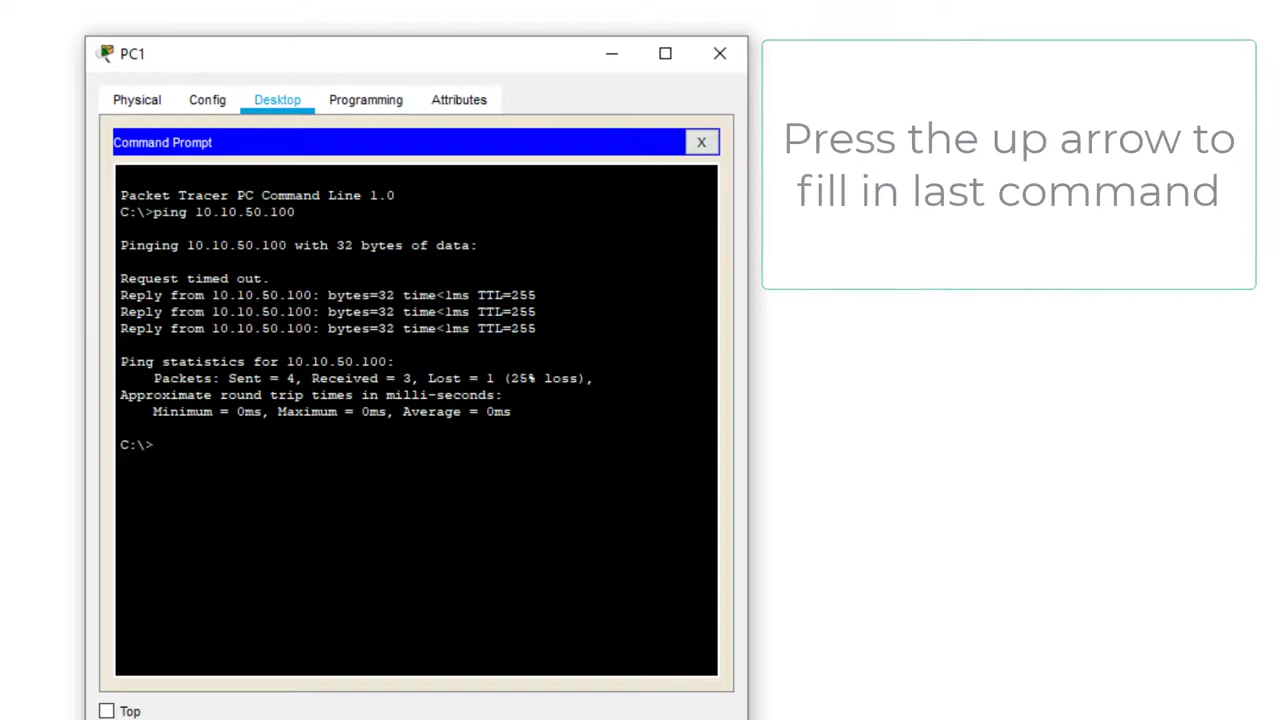 PC1
Physical Config Desktop Programming Attributes
Command Prompt X
Packet Tracer PC Command Line 1.0
C:\>ping 10.10.50.100
Pinging 10.10.50.100 with 32 bytes of data:
Request timed out.
Reply from 10.10.50.100: bytes=32 time<1ms TTL=255
Reply from 10.10.50.100: bytes=32 time<1ms TTL=255
Reply from 10.10.50.100: bytes=32 time<1ms TTL=255
Ping statistics for 10.10.50.100:
Packets: Sent = 4, Received = 3, Lost = 1 (25% loss),
Approximate round trip times in milli-seconds:
Minimum = 0ms, Maximum = 0ms, Average = 0ms
C:\>
Top
Press the up arrow to
fill in last command